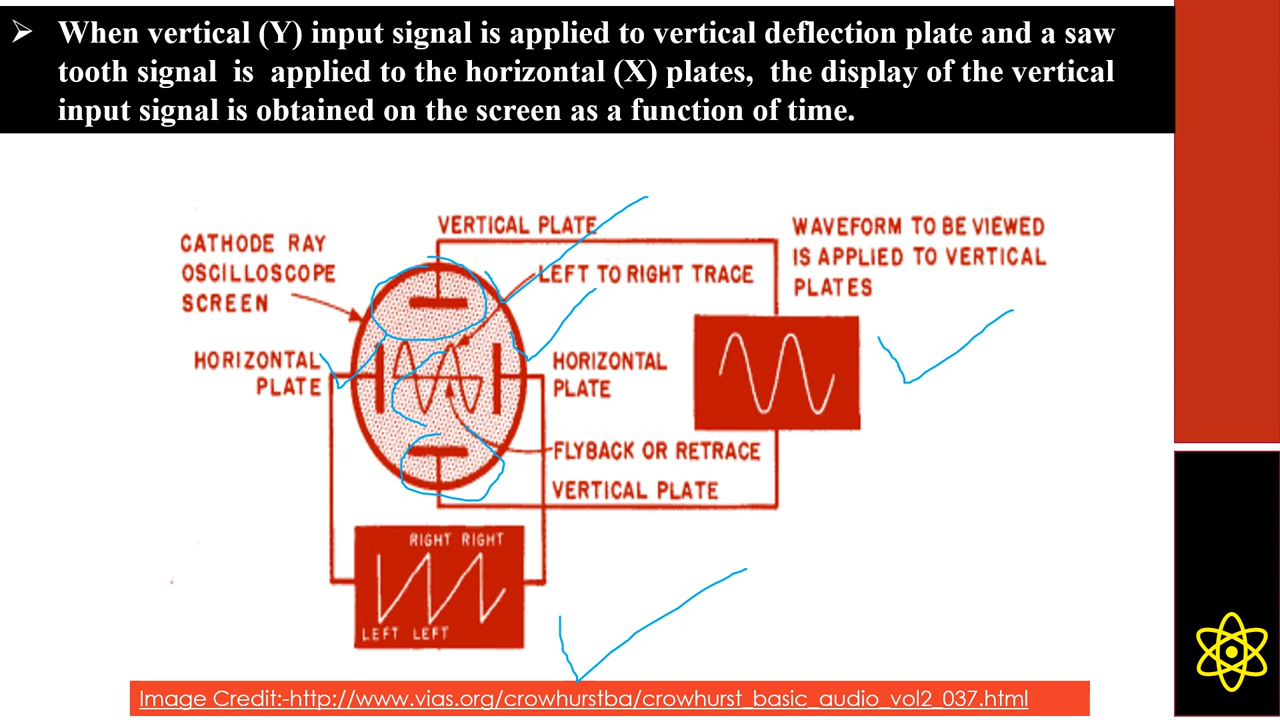 ➢ When vertical (Y) input signal is applied to vertical deflection plate and a saw
tooth signal is applied to the horizontal (X) plates, the display of the vertical
input signal is obtained on the screen as a function of time.
VERTICAL PLATE
WAVEFORM TO BE VIEWED
IS APPLIED TO VERTICAL
PLATES
CATHODE RAY
OSCILLOSCOPE
SCREEN
LEFT TO RIGHT TRACE
HORIZONTAL
PLATE
HORIZONTAL
PLATE
FLYBACK OR RETRACE
VERTICAL PLATE
RIGHT RIGHT
LEFT LEFT
Image Credit:-http://www.vias.org/crowhurstba/crowhurst_basic_audio_vol2_037.html